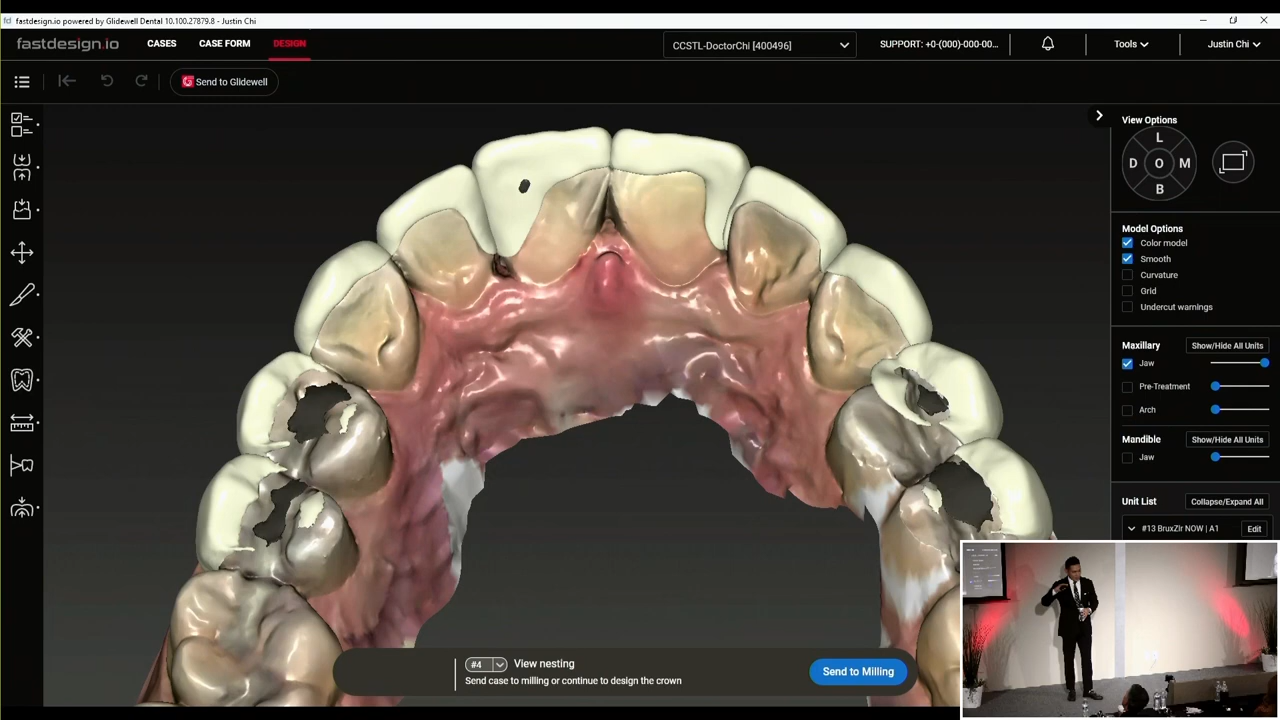 fd fastdesign.io powered by Glidewell Dental 10.100.27879.8 - Justin Chi
fastdesign.io CASES CASE FORM DESIGN CCSTL-DoctorChi [400496] SUPPORT: +0-(000)-000-00... Tools Justin Chi
Send to Glidewell
View Options
L
D O M
B
Model Options
Color model
Smooth
Curvature
Grid
Undercut warnings
Maxillary Show/Hide All Units
Jaw
Pre-Treatment
Arch
Mandible Show/Hide All Units
Jaw
Unit List Collapse/Expand All
#13 BruxZir NOW | A1 Edit
#4 View nesting
Send case to milling or continue to design the crown
Send to Milling